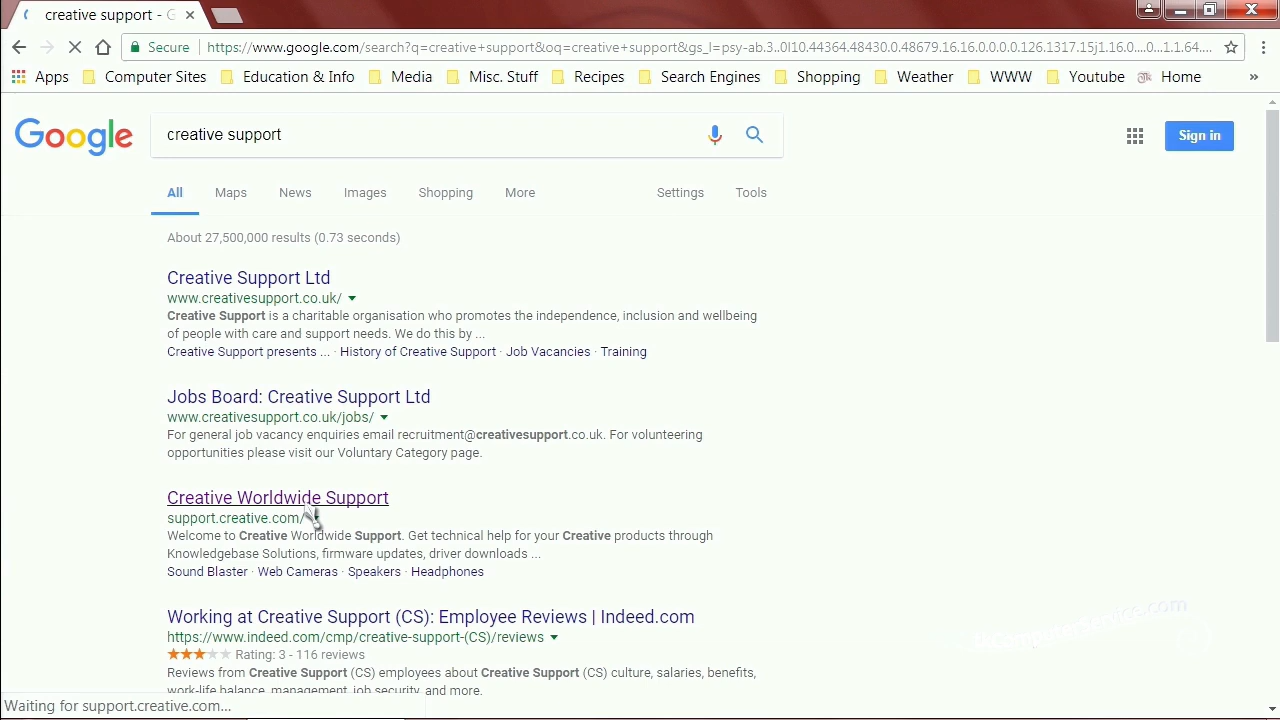 creative support - G
Secure https://www.google.com/search?q=creative+support&oq=creative+support&gs_l=psy-ab.3..0l10.44364.48430.0.48679.16.16.0.0.0.0.126.1317.15j1.16.0....0...1.1.64....
Apps Computer Sites Education & Info Media Misc. Stuff Recipes Search Engines Shopping Weather WWW Youtube Home »
Google creative support Sign in
All Maps News Images Shopping More Settings Tools
About 27,500,000 results (0.73 seconds)
Creative Support Ltd
www.creativesupport.co.uk/
Creative Support is a charitable organisation who promotes the independence, inclusion and wellbeing
of people with care and support needs. We do this by ...
Creative Support presents ... · History of Creative Support · Job Vacancies · Training
Jobs Board: Creative Support Ltd
www.creativesupport.co.uk/jobs/
For general job vacancy enquiries email recruitment@creativesupport.co.uk. For volunteering
opportunities please visit our Voluntary Category page.
Creative Worldwide Support
support.creative.com/
Welcome to Creative Worldwide Support. Get technical help for your Creative products through
Knowledgebase Solutions, firmware updates, driver downloads ...
Sound Blaster · Web Cameras · Speakers · Headphones
Working at Creative Support (CS): Employee Reviews | Indeed.com
https://www.indeed.com/cmp/creative-support-(CS)/reviews
Rating: 3 - 116 reviews
Reviews from Creative Support (CS) employees about Creative Support (CS) culture, salaries, benefits,
work-life balance, management, job security, and more.
Waiting for support.creative.com...